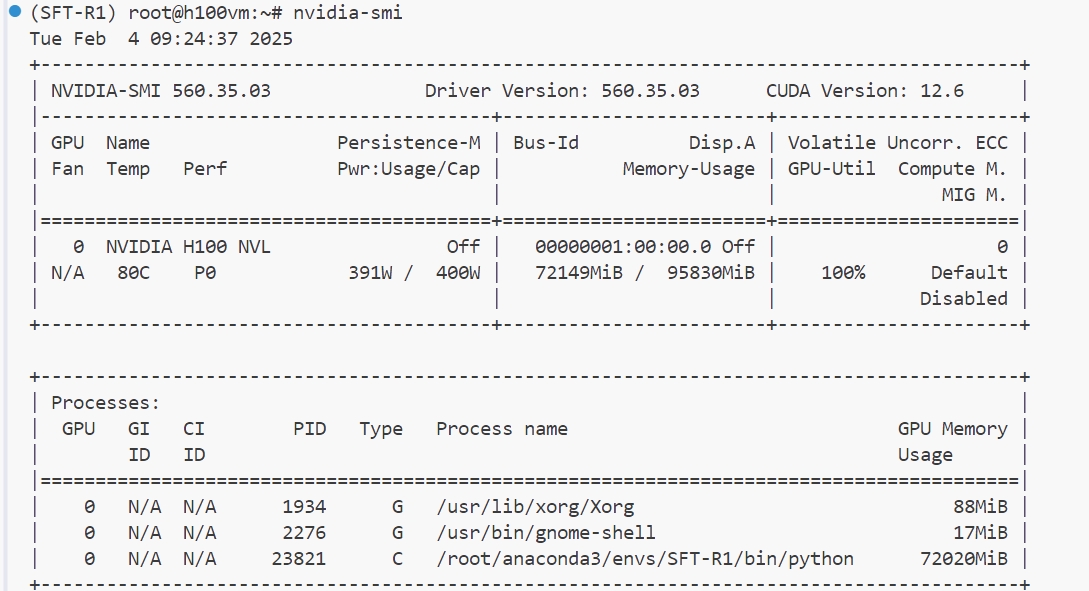 (SFT-R1) root@h100vm:~# nvidia-smi
Tue Feb  4 09:24:37 2025
+-----------------------------------------------------------------------------------------+
| NVIDIA-SMI 560.35.03              Driver Version: 560.35.03      CUDA Version: 12.6     |
|-----------------------------------------+------------------------+----------------------+
| GPU  Name                 Persistence-M | Bus-Id          Disp.A | Volatile Uncorr. ECC |
| Fan  Temp   Perf          Pwr:Usage/Cap |           Memory-Usage | GPU-Util  Compute M. |
|                                         |                        |               MIG M. |
|=========================================+========================+======================|
|   0  NVIDIA H100 NVL                Off |   00000001:00:00.0 Off |                    0 |
| N/A   80C    P0            391W /  400W |   72149MiB /  95830MiB |    100%      Default |
|                                         |                        |             Disabled |
+-----------------------------------------+------------------------+----------------------+
+-----------------------------------------------------------------------------------------+
| Processes:                                                                              |
|  GPU   GI   CI        PID   Type   Process name                              GPU Memory |
|        ID   ID                                                               Usage      |
|=========================================================================================|
|    0   N/A  N/A      1934      G   /usr/lib/xorg/Xorg                             88MiB |
|    0   N/A  N/A      2276      G   /usr/bin/gnome-shell                           17MiB |
|    0   N/A  N/A     23821      C   /root/anaconda3/envs/SFT-R1/bin/python      72020MiB |
+-----------------------------------------------------------------------------------------+